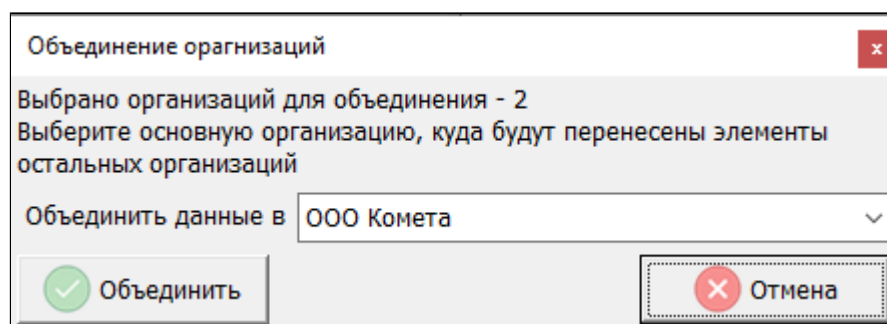 Объединение орагнизаций
x
Выбрано организаций для объединения - 2
Выберите основную организацию, куда будут перенесены элементы
остальных организаций
Объединить данные в ООО Комета
Объединить Отмена